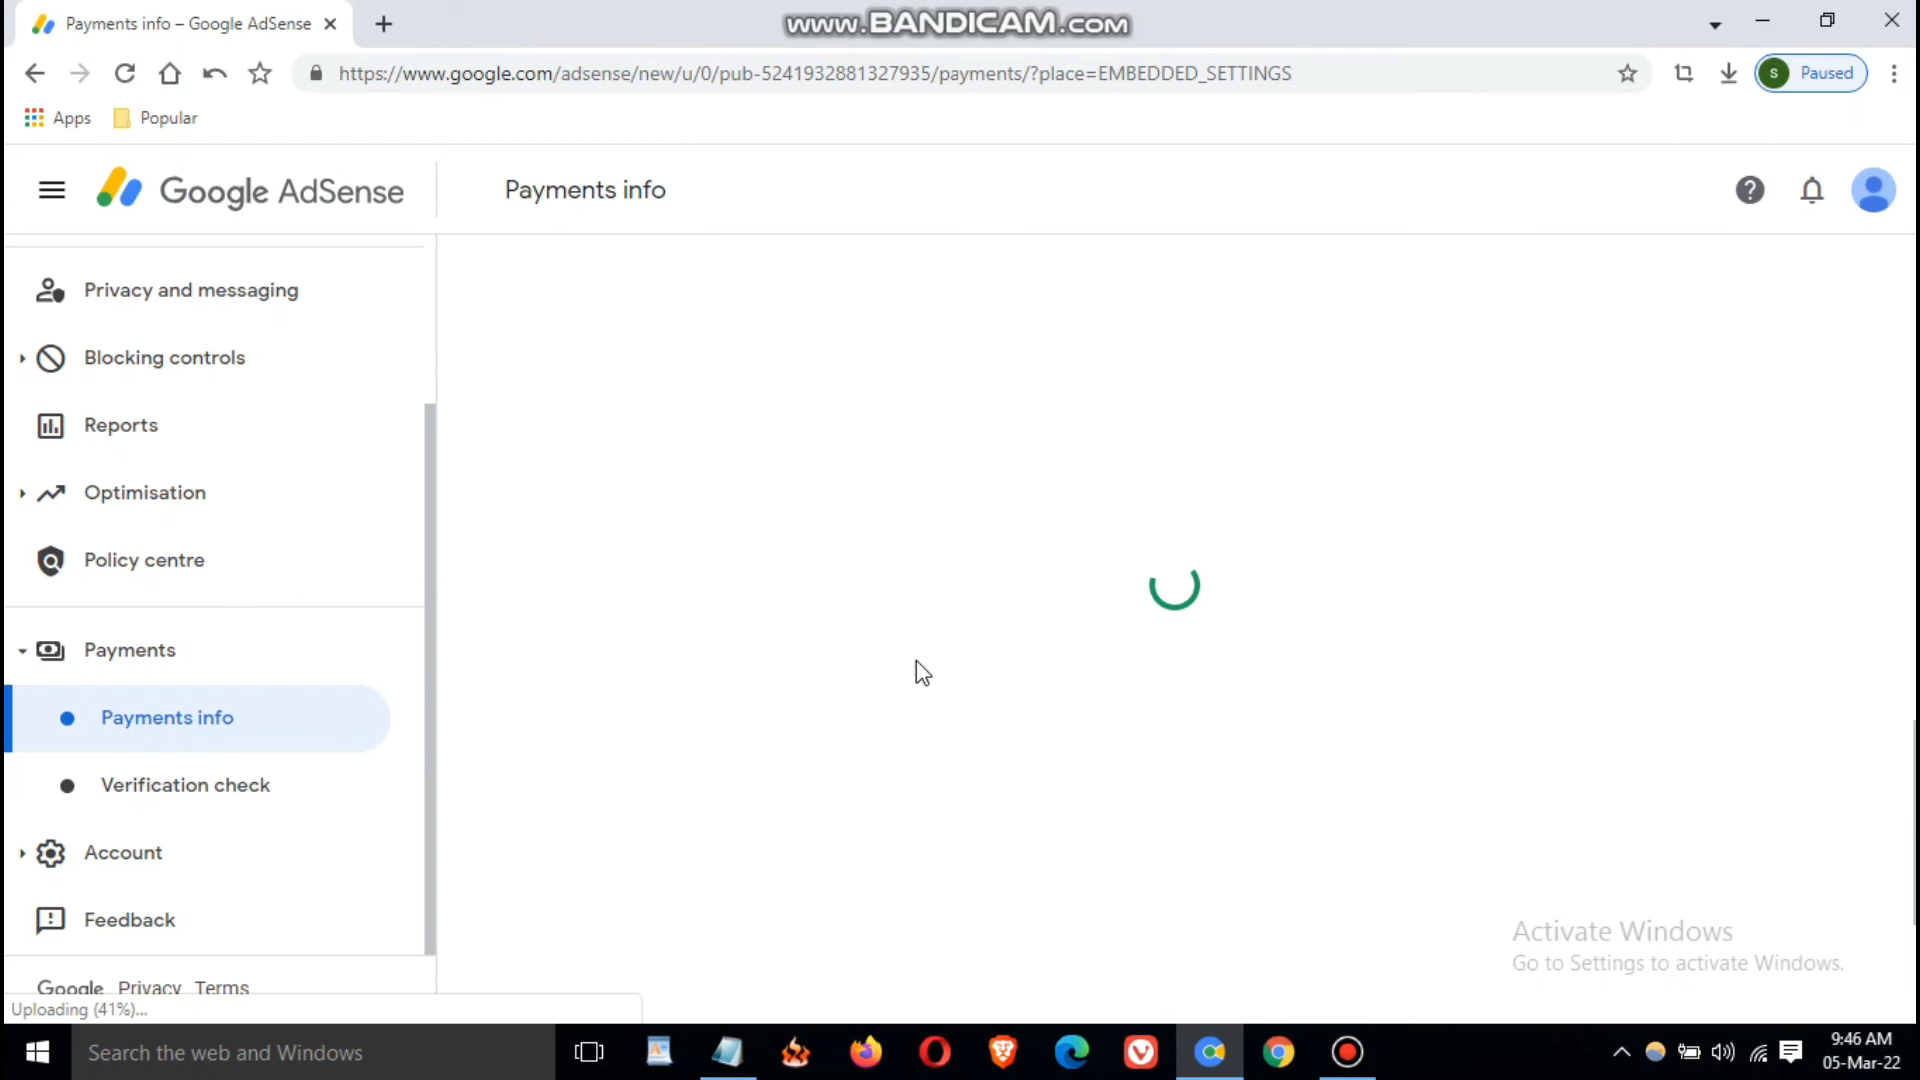 Payments info – Google AdSense
www.BANDICAM.com
https://www.google.com/adsense/new/u/0/pub-5241932881327935/payments/?place=EMBEDDED_SETTINGS
S Paused
Apps Popular
Google AdSense
Payments info
Privacy and messaging
Blocking controls
Reports
Optimisation
Policy centre
Payments
Payments info
Verification check
Account
Feedback
Google Privacy Terms
Uploading (41%)...
Activate Windows
Go to Settings to activate Windows.
Search the web and Windows
9:46 AM
05-Mar-22